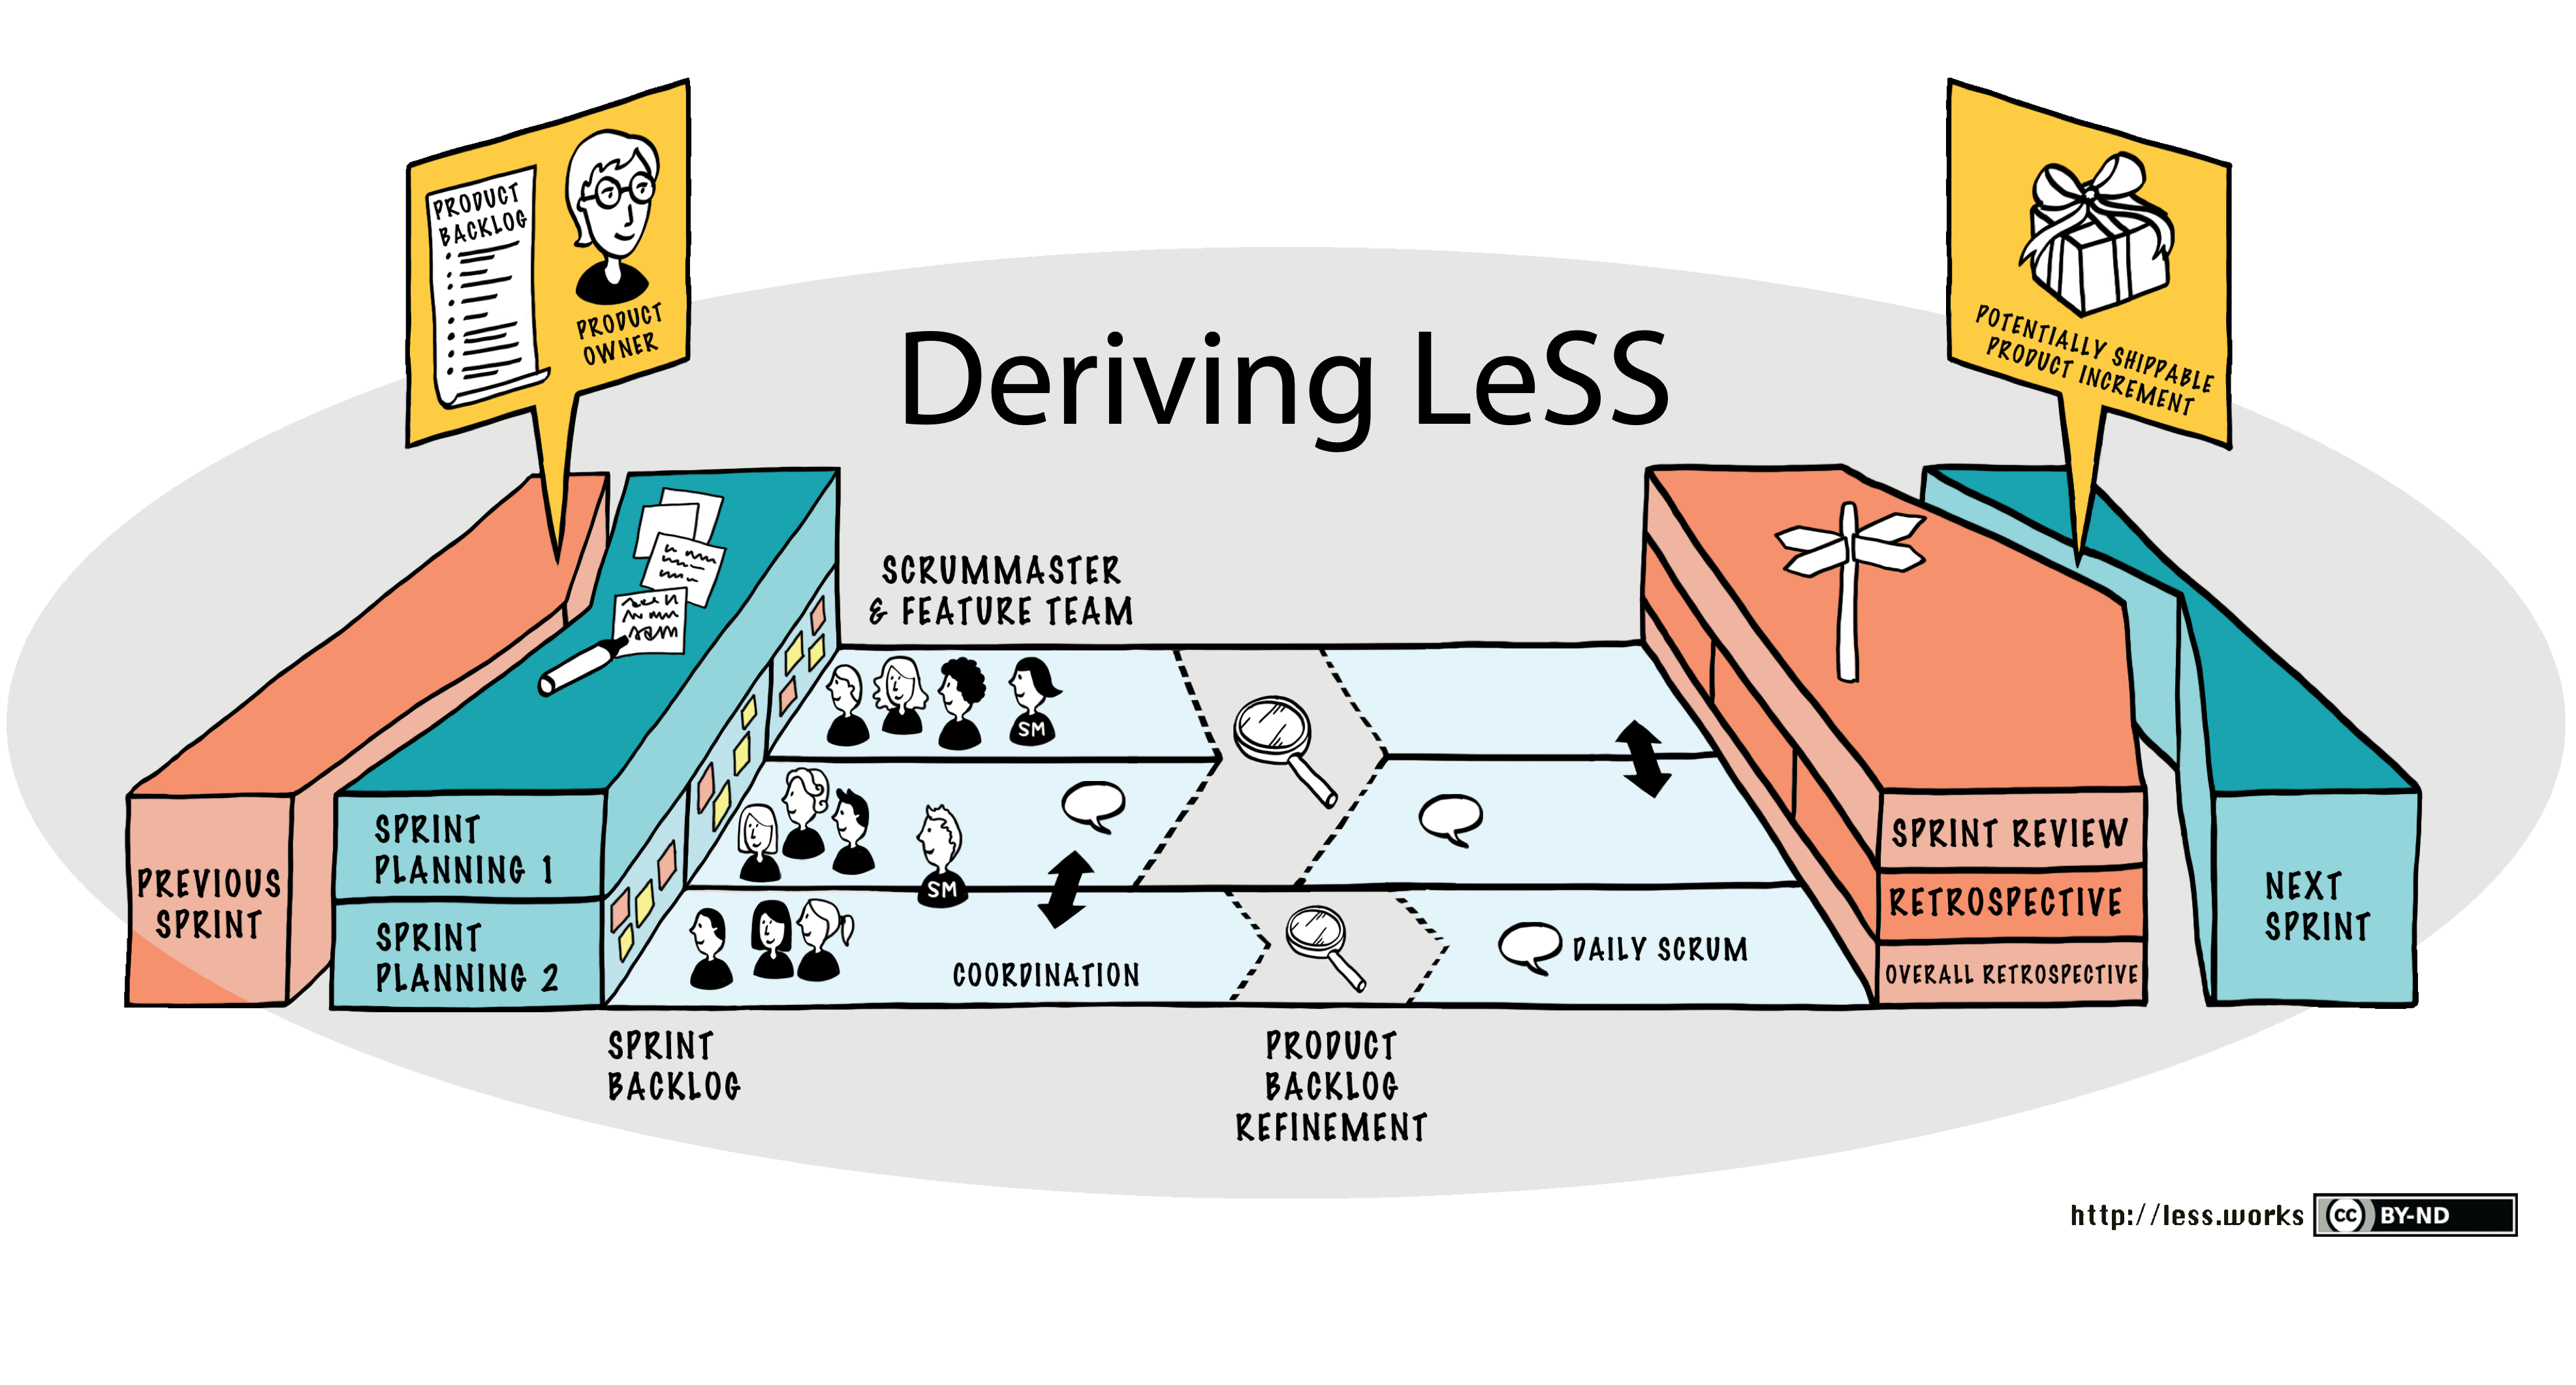 PRODUCT
BACKLOG
PRODUCT
OWNER
POTENTIALLY SHIPPABLE
PRODUCT INCREMENT
Deriving LeSS
SCRUMMASTER
& FEATURE TEAM
SM
SM
PREVIOUS
SPRINT
SPRINT
PLANNING 1
SPRINT
PLANNING 2
COORDINATION
DAILY SCRUM
SPRINT REVIEW
RETROSPECTIVE
OVERALL RETROSPECTIVE
NEXT
SPRINT
SPRINT
BACKLOG
PRODUCT
BACKLOG
REFINEMENT
http://less.works
cc BY-ND